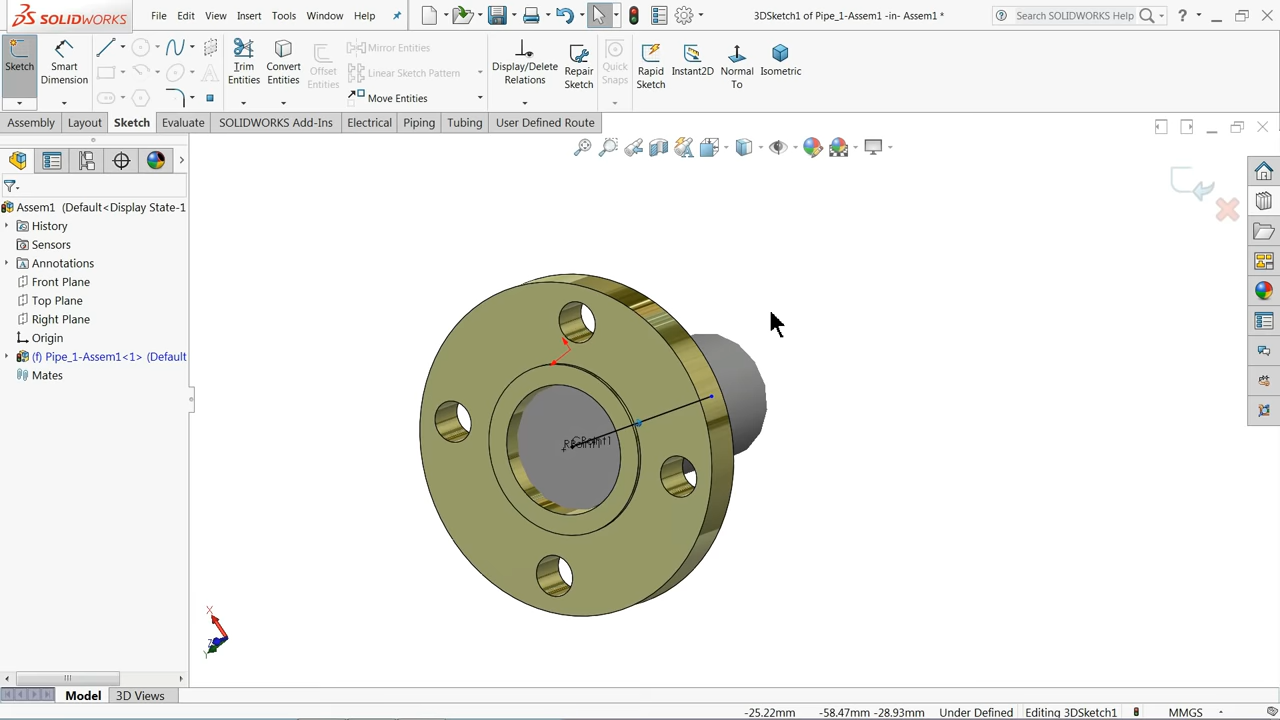 SOLIDWORKS File Edit View Insert Tools Window Help 3DSketch1 of Pipe_1-Assem1 -in- Assem1 * Search SOLIDWORKS Help ?
Sketch Smart Dimension Trim Entities Convert Entities Offset Entities Mirror Entities Linear Sketch Pattern Move Entities Display/Delete Relations Repair Sketch Quick Snaps Rapid Sketch Instant2D Normal To Isometric
Assembly Layout Sketch Evaluate SOLIDWORKS Add-Ins Electrical Piping Tubing User Defined Route
Assem1 (Default<Display State-1
History
Sensors
Annotations
Front Plane
Top Plane
Right Plane
Origin
(f) Pipe_1-Assem1<1> (Default
Mates
X
Y
Model 3D Views
-25.22mm -58.47mm -28.93mm Under Defined Editing 3DSketch1 MMGS